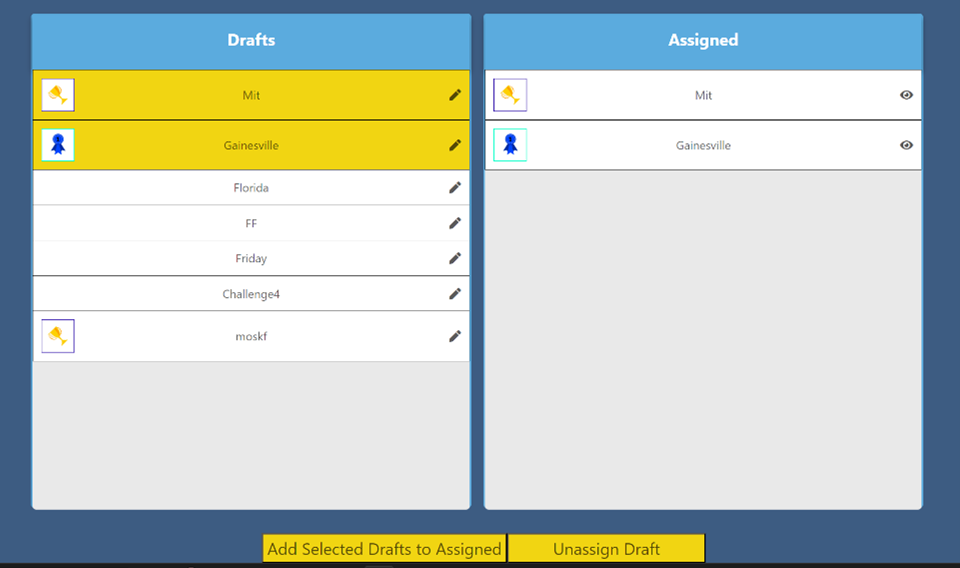 Drafts
Mit
Gainesville
Florida
FF
Friday
Challenge4
moskf
Assigned
Mit
Gainesville
Add Selected Drafts to Assigned
Unassign Draft